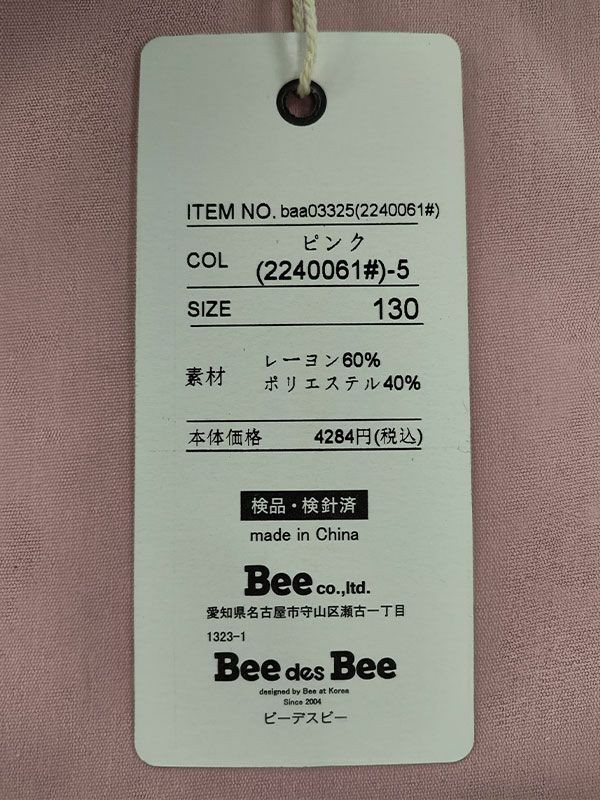 ITEM NO. baa03325(2240061#)
COL ピンク
(2240061#)-5
SIZE 130
素材 レーヨン60%
ポリエステル40%
本体価格 4284円(税込)
検品・検針済
made in China
Bee co.,ltd.
愛知県名古屋市守山区瀬古一丁目
1323-1
Bee des Bee
designed by Bee at Korea
Since 2004
ビーデスビー